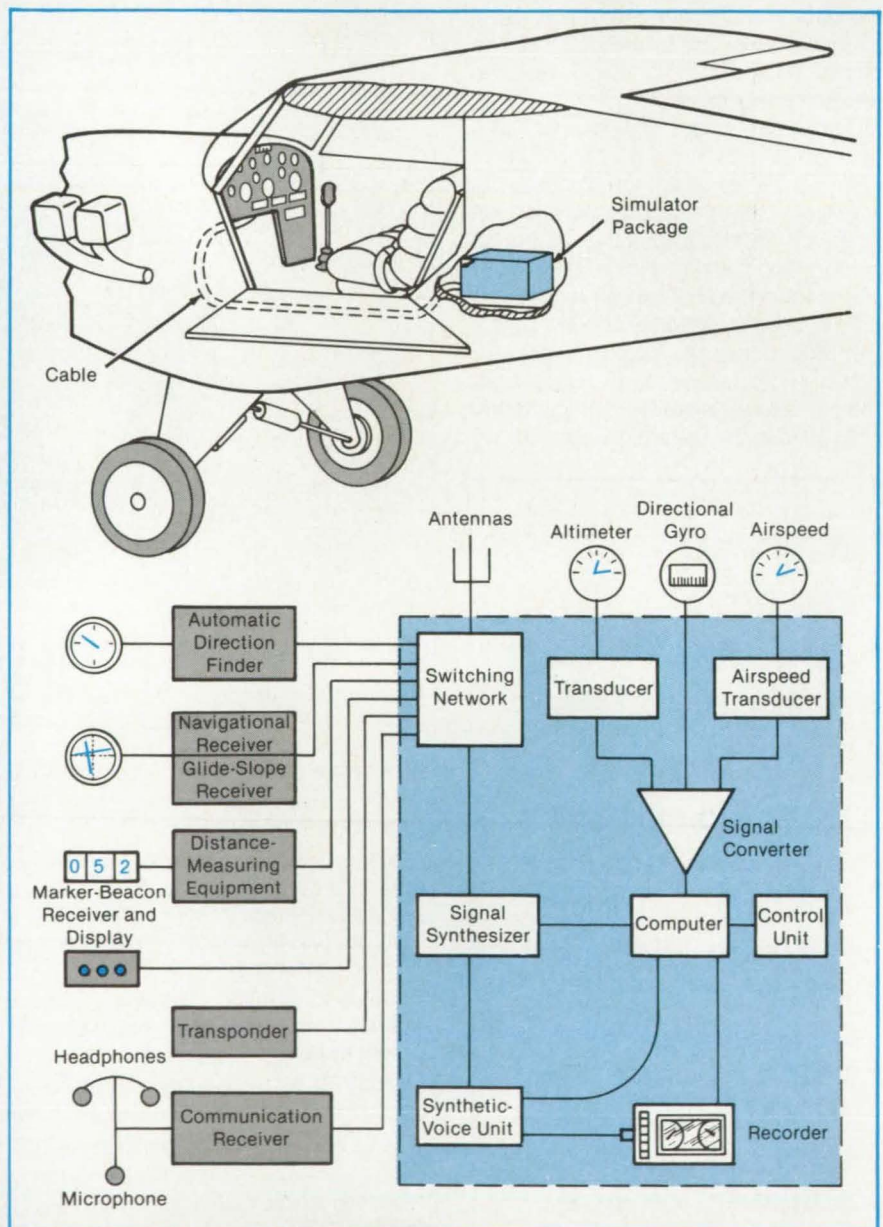 Simulator
Package
Cable
Antennas
Altimeter
Directional
Gyro
Airspeed
Automatic
Direction
Finder
Switching
Network
Transducer
Airspeed
Transducer
Navigational
Receiver
Glide-Slope
Receiver
Signal
Converter
0 5 2
Distance-
Measuring
Equipment
Marker-Beacon
Receiver and
Display
Signal
Synthesizer
Computer
Control
Unit
Transponder
Headphones
Communication
Receiver
Microphone
Synthetic-
Voice Unit
Recorder